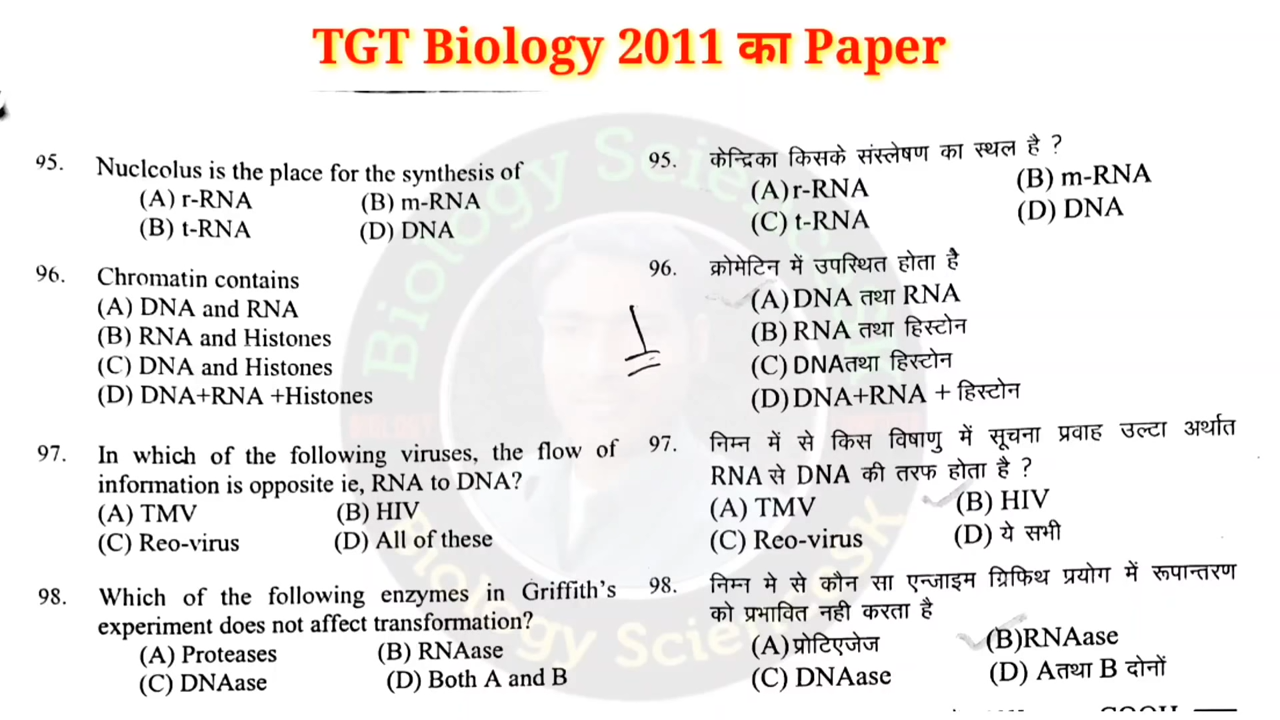 TGT Biology 2011 का Paper
95. Nuclcolus is the place for the synthesis of
(A) r-RNA (B) m-RNA
(B) t-RNA (D) DNA
96. Chromatin contains
(A) DNA and RNA
(B) RNA and Histones
(C) DNA and Histones
(D) DNA+RNA +Histones
97. In which of the following viruses, the flow of
information is opposite ie, RNA to DNA?
(A) TMV (B) HIV
(C) Reo-virus (D) All of these
98. Which of the following enzymes in Griffith's
experiment does not affect transformation?
(A) Proteases (B) RNAase
(C) DNAase (D) Both A and B
95. केन्द्रिका किसके संस्लेषण का स्थल है ?
(A) r-RNA (B) m-RNA
(C) t-RNA (D) DNA
96. क्रोमेटिन में उपस्थित होता है
(A) DNA तथा RNA
(B) RNA तथा हिस्टोन
(C) DNAतथा हिस्टोन
(D) DNA+RNA + हिस्टोन
97. निम्न में से किस विषाणु में सूचना प्रवाह उल्टा अर्थात
RNA से DNA की तरफ होता है ?
(A) TMV (B) HIV
(C) Reo-virus (D) ये सभी
98. निम्न मे से कौन सा एन्जाइम ग्रिफिथ प्रयोग में रूपान्तरण
को प्रभावित नही करता है
(A) प्रोटिएजेज (B)RNAase
(C) DNAase (D) Aतथा B दोनों
Biology Science Desk